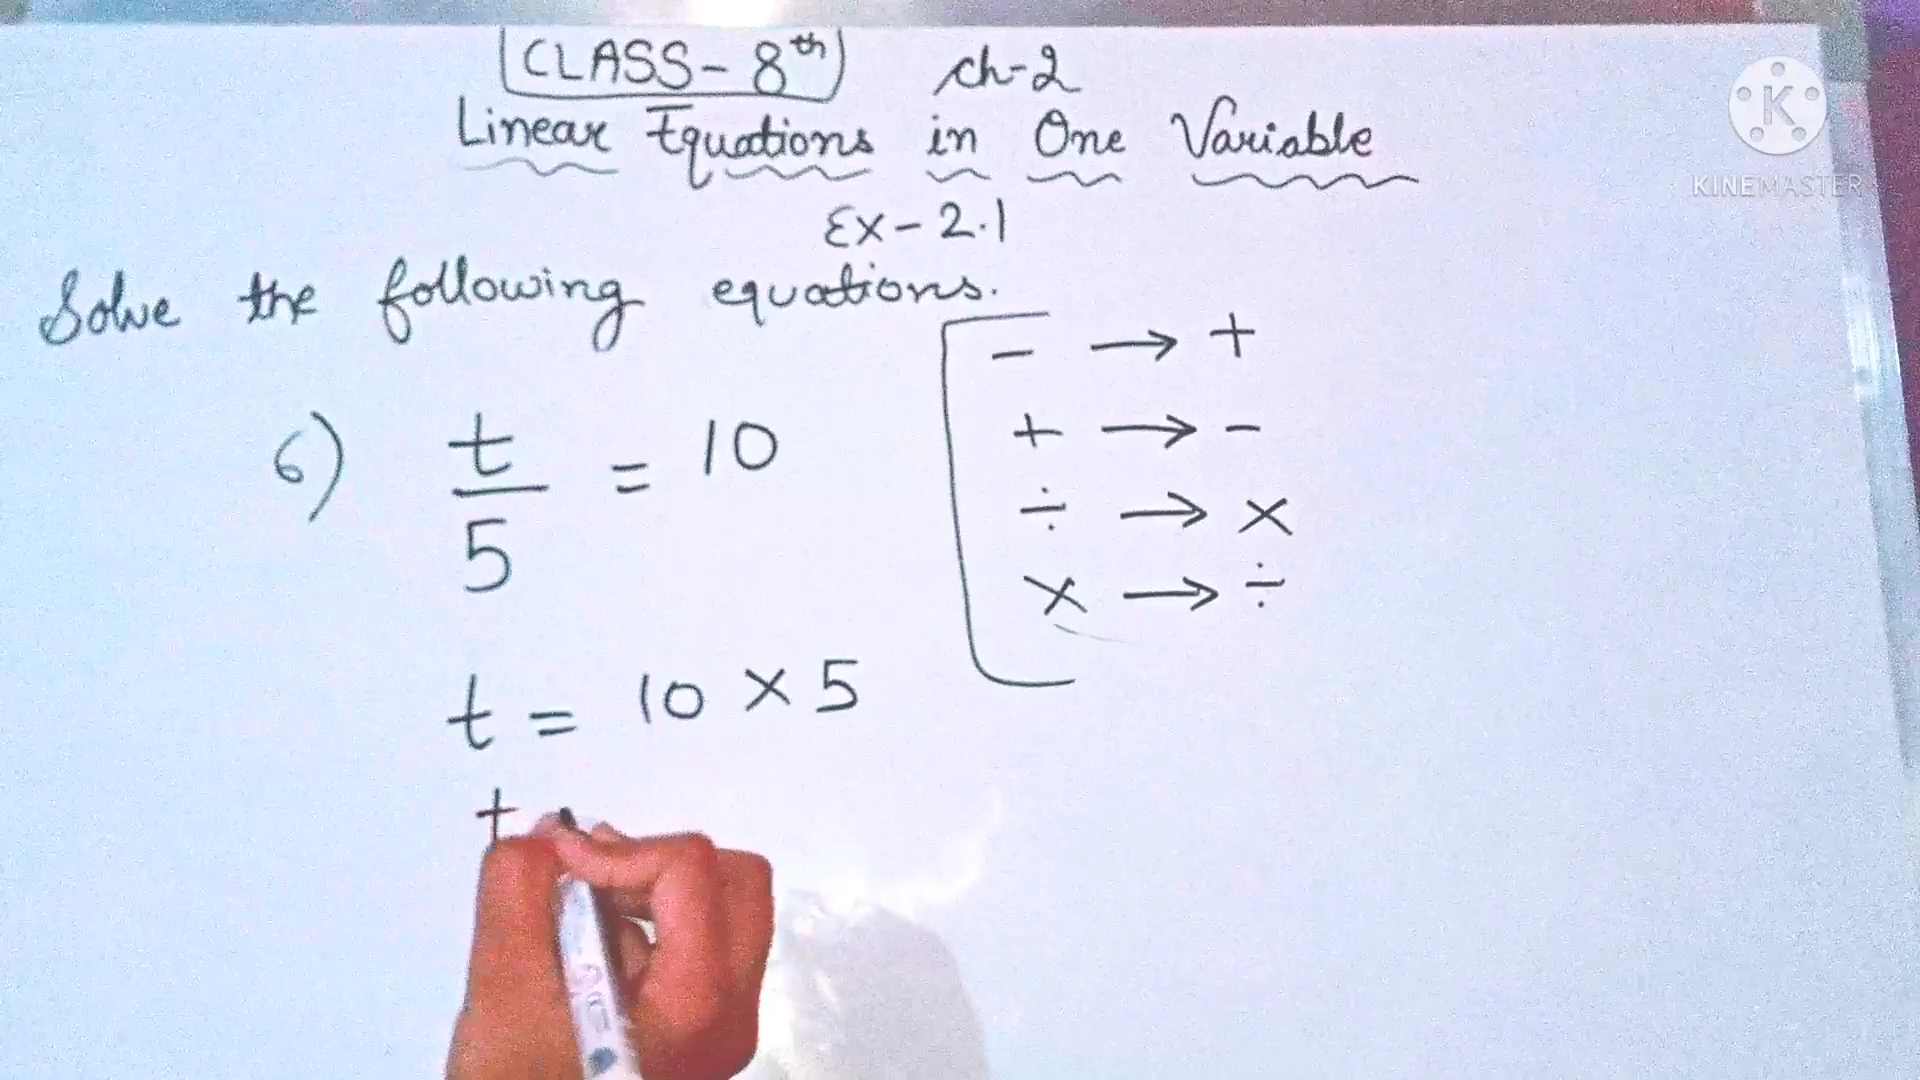 CLASS-8th ch-2
Linear Equations in One Variable
Ex-2.1
Solve the following equations.
6) t/5 = 10
- → +
+ → -
÷ → ×
× → ÷
t = 10 × 5
t
KINEMASTER